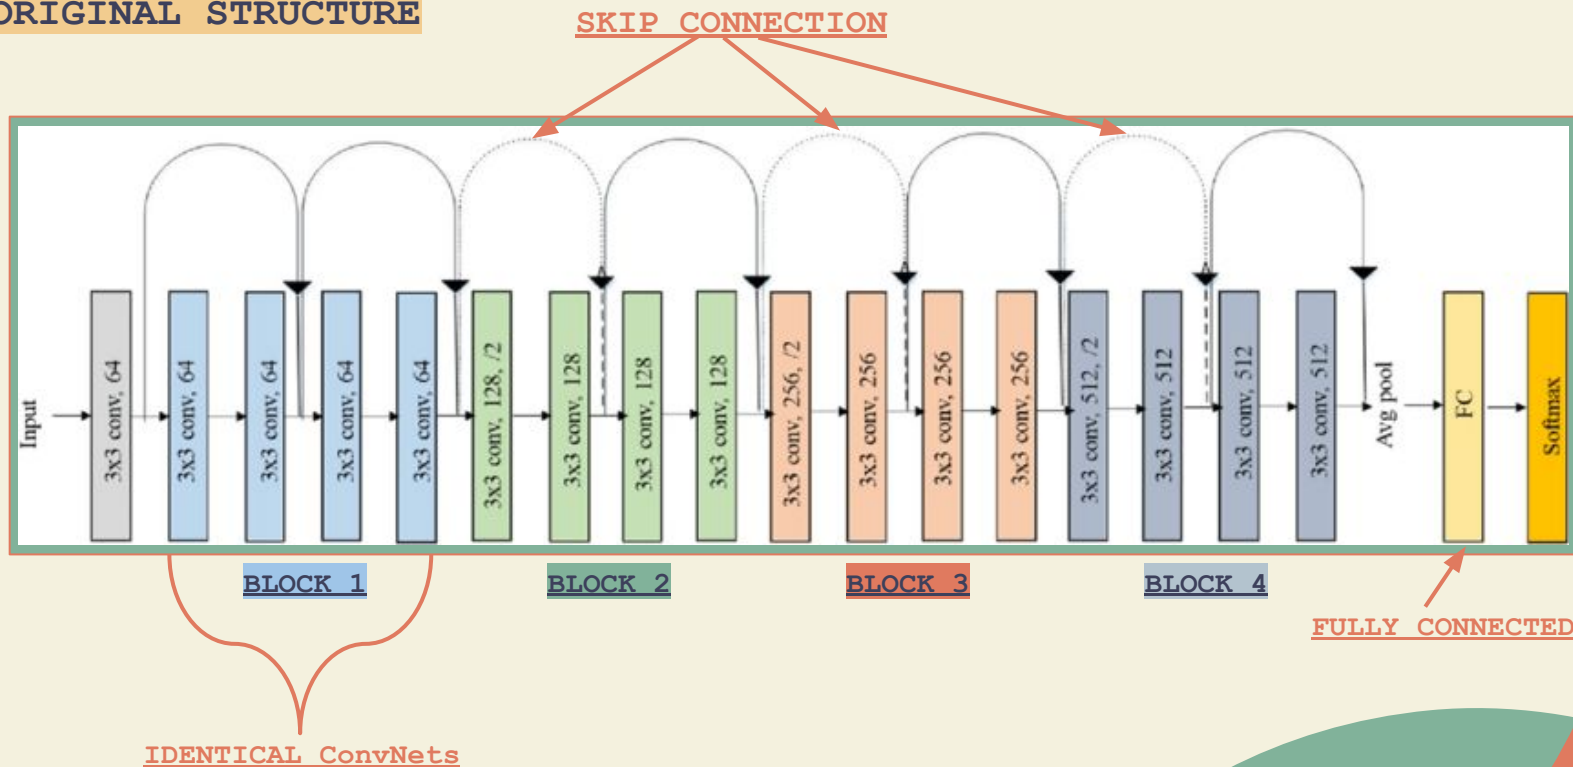 ORIGINAL STRUCTURE
SKIP CONNECTION
Input
3x3 conv, 64
3x3 conv, 64
3x3 conv, 64
3x3 conv, 64
3x3 conv, 64
3x3 conv, 128, /2
3x3 conv, 128
3x3 conv, 128
3x3 conv, 128
3x3 conv, 256, /2
3x3 conv, 256
3x3 conv, 256
3x3 conv, 256
3x3 conv, 512, /2
3x3 conv, 512
3x3 conv, 512
3x3 conv, 512
Avg pool
FC
Softmax
BLOCK 1
BLOCK 2
BLOCK 3
BLOCK 4
FULLY CONNECTED
IDENTICAL ConvNets